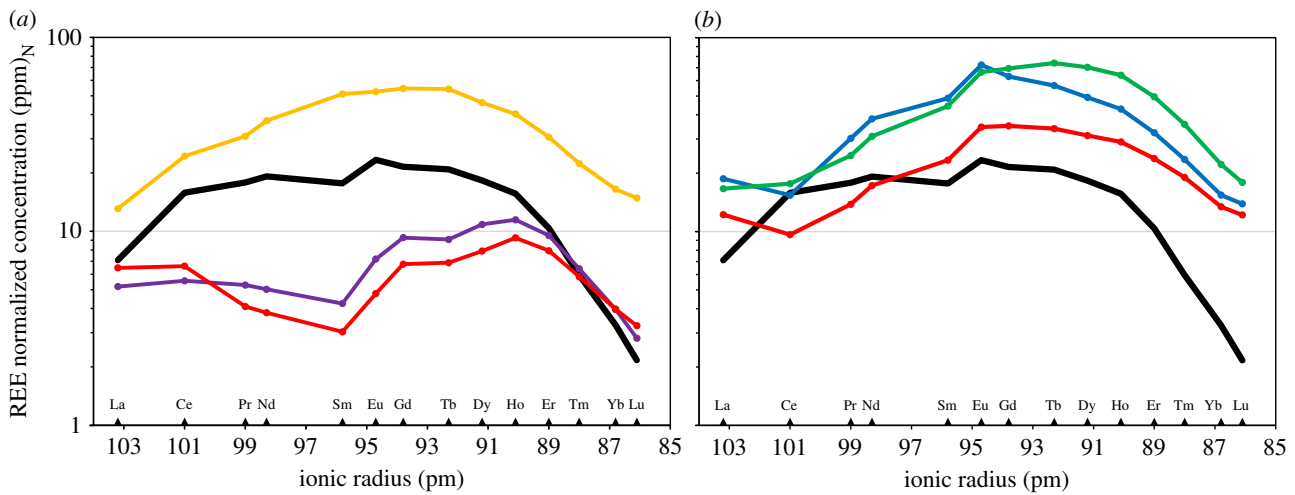 (a)
(b)
REE normalized concentration (ppm)N
100
10
1
La Ce Pr Nd Sm Eu Gd Tb Dy Ho Er Tm Yb Lu
103 101 99 97 95 93 91 89 87 85
ionic radius (pm)
La Ce Pr Nd Sm Eu Gd Tb Dy Ho Er Tm Yb Lu
103 101 99 97 95 93 91 89 87 85
ionic radius (pm)